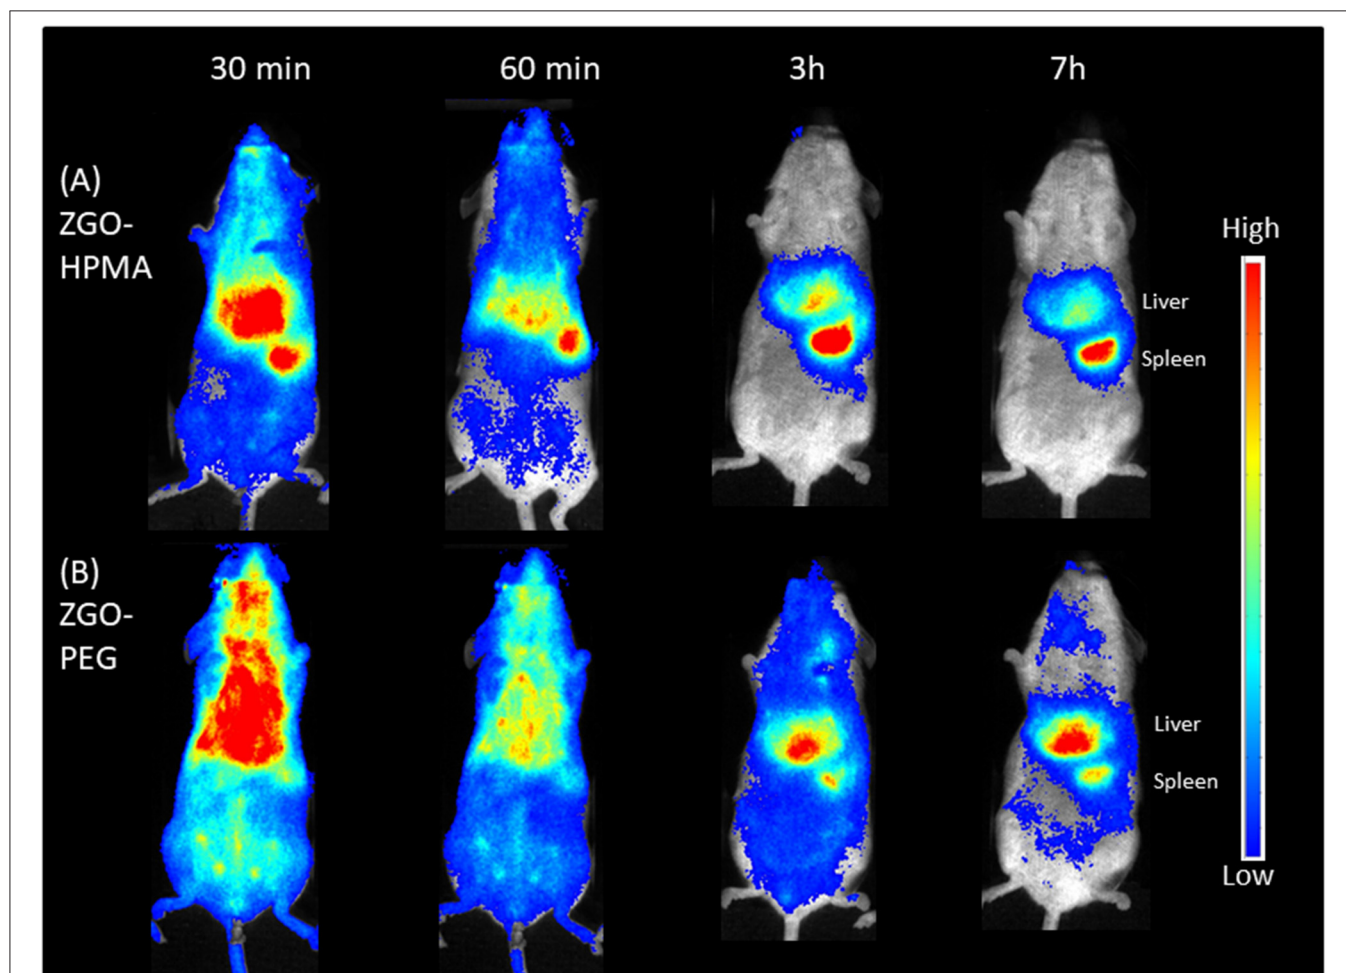 30 min 60 min 3h 7h
(A)
ZGO-
HPMA
High
Liver
Spleen
(B)
ZGO-
PEG
Liver
Spleen
Low